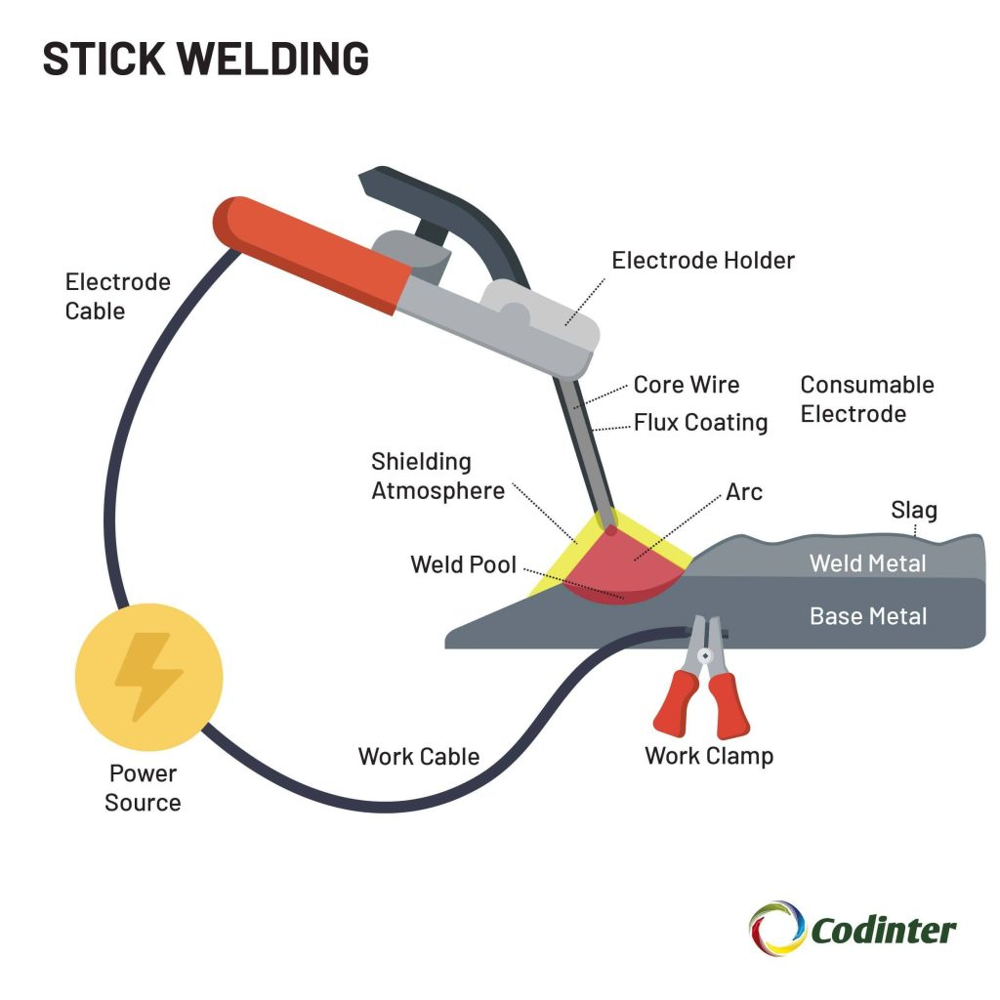 STICK WELDING
Electrode Holder
Electrode
Cable
Core Wire
Flux Coating
Consumable
Electrode
Shielding
Atmosphere
Arc
Slag
Weld Pool
Weld Metal
Base Metal
Work Cable
Work Clamp
Power
Source
Codinter